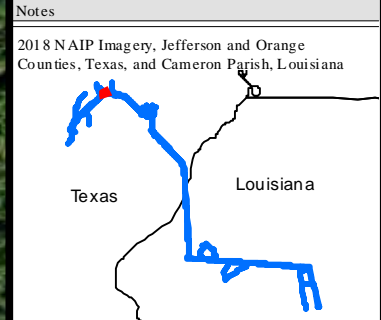 Notes
2018 NAIP Imagery, Jefferson and Orange
Counties, Texas, and Cameron Parish, Louisiana
Texas
Louisiana